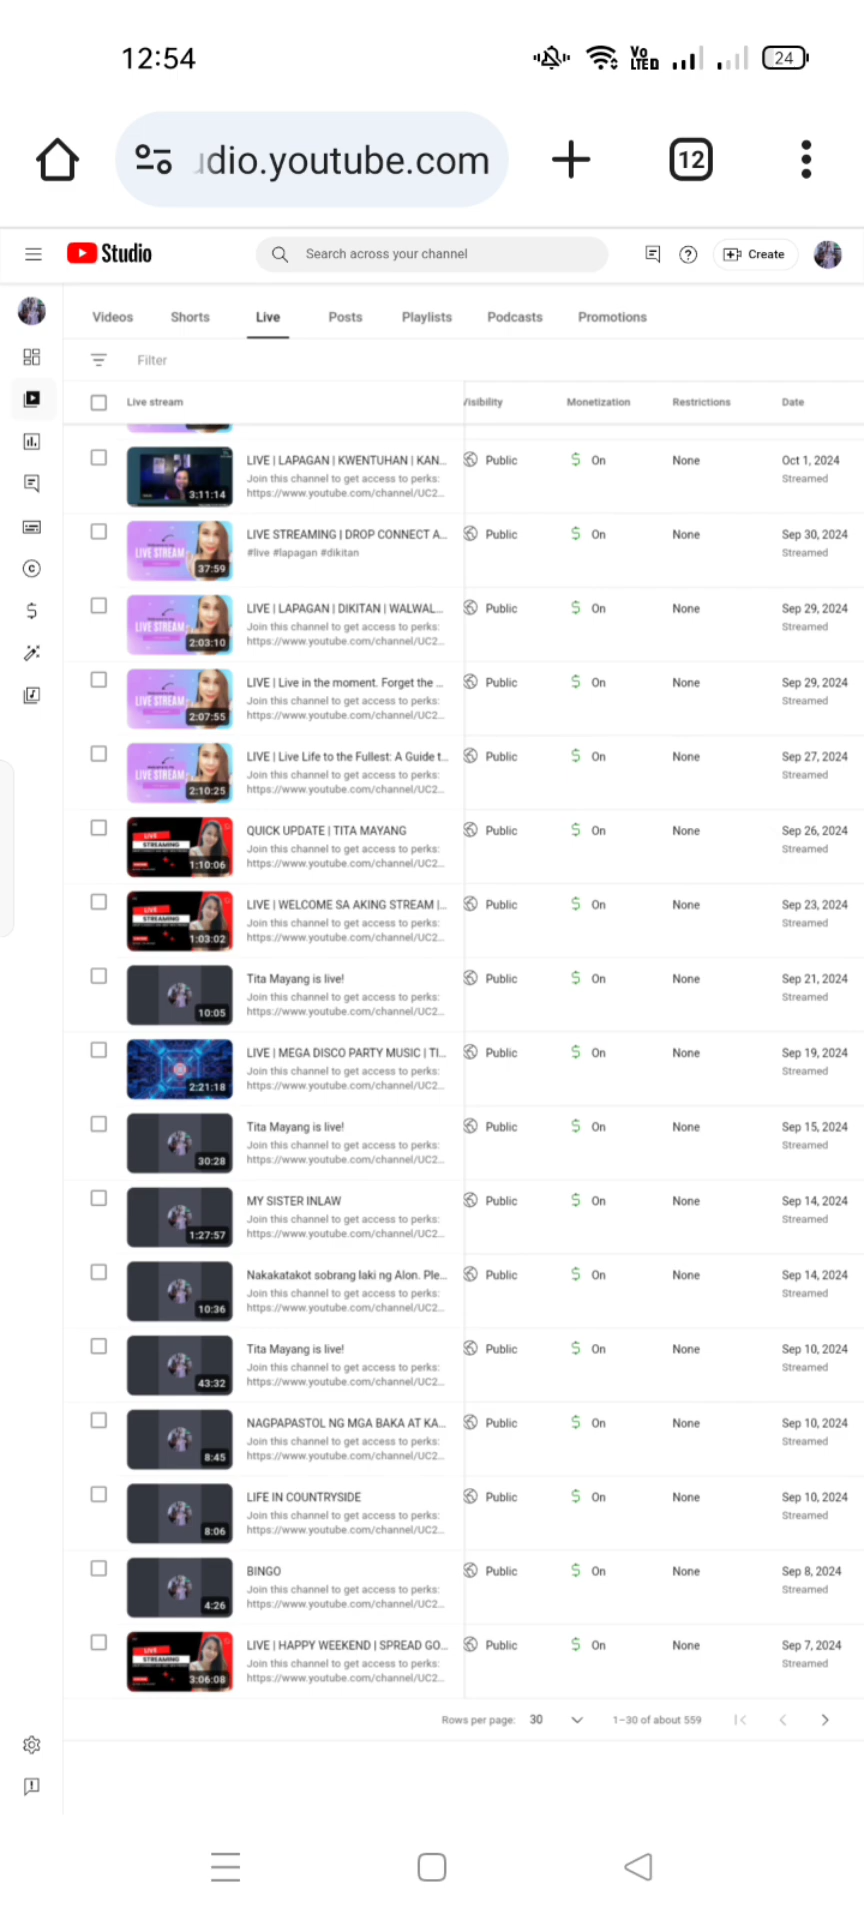 12:54
Vo LTE D
24
dio.youtube.com
12
Studio
Search across your channel
Create
Videos Shorts Live Posts Playlists Podcasts Promotions
Filter
Live stream Visibility Monetization Restrictions Date
LIVE | LAPAGAN | KWENTUHAN | KAN... Public $ On None Oct 1, 2024
Join this channel to get access to perks: Streamed
3:11:14 https://www.youtube.com/channel/UC2...
LIVE STREAMING | DROP CONNECT A... Public $ On None Sep 30, 2024
LIVE STREAM #live #lapagan #dikitan Streamed
37:59
LIVE | LAPAGAN | DIKITAN | WALWAL... Public $ On None Sep 29, 2024
LIVE STREAM Join this channel to get access to perks: Streamed
2:03:10 https://www.youtube.com/channel/UC2...
LIVE | Live in the moment. Forget the ... Public $ On None Sep 29, 2024
LIVE STREAM Join this channel to get access to perks: Streamed
2:07:55 https://www.youtube.com/channel/UC2...
LIVE | Live Life to the Fullest: A Guide t... Public $ On None Sep 27, 2024
LIVE STREAM Join this channel to get access to perks: Streamed
2:10:25 https://www.youtube.com/channel/UC2...
QUICK UPDATE | TITA MAYANG Public $ On None Sep 26, 2024
LIVE STREAMING Join this channel to get access to perks: Streamed
1:10:06 https://www.youtube.com/channel/UC2...
LIVE | WELCOME SA AKING STREAM |... Public $ On None Sep 23, 2024
LIVE STREAMING Join this channel to get access to perks: Streamed
1:03:02 https://www.youtube.com/channel/UC2...
Tita Mayang is live! Public $ On None Sep 21, 2024
Join this channel to get access to perks: Streamed
10:05 https://www.youtube.com/channel/UC2...
LIVE | MEGA DISCO PARTY MUSIC | TI... Public $ On None Sep 19, 2024
Join this channel to get access to perks: Streamed
2:21:18 https://www.youtube.com/channel/UC2...
Tita Mayang is live! Public $ On None Sep 15, 2024
Join this channel to get access to perks: Streamed
30:28 https://www.youtube.com/channel/UC2...
MY SISTER INLAW Public $ On None Sep 14, 2024
Join this channel to get access to perks: Streamed
1:27:57 https://www.youtube.com/channel/UC2...
Nakakatakot sobrang laki ng Alon. Ple... Public $ On None Sep 14, 2024
Join this channel to get access to perks: Streamed
10:36 https://www.youtube.com/channel/UC2...
Tita Mayang is live! Public $ On None Sep 10, 2024
Join this channel to get access to perks: Streamed
43:32 https://www.youtube.com/channel/UC2...
NAGPAPASTOL NG MGA BAKA AT KA... Public $ On None Sep 10, 2024
Join this channel to get access to perks: Streamed
8:45 https://www.youtube.com/channel/UC2...
LIFE IN COUNTRYSIDE Public $ On None Sep 10, 2024
Join this channel to get access to perks: Streamed
8:06 https://www.youtube.com/channel/UC2...
BINGO Public $ On None Sep 8, 2024
Join this channel to get access to perks: Streamed
4:26 https://www.youtube.com/channel/UC2...
LIVE | HAPPY WEEKEND | SPREAD GO... Public $ On None Sep 7, 2024
LIVE STREAMING Join this channel to get access to perks: Streamed
3:06:08 https://www.youtube.com/channel/UC2...
Rows per page: 30 1–30 of about 559